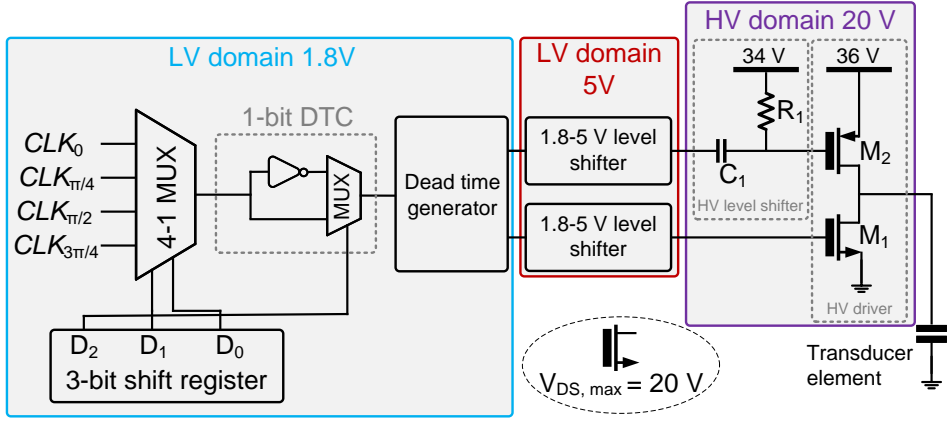 LV domain 1.8V
LV domain
5V
HV domain 20 V
1-bit DTC
34 V
36 V
CLK0
CLKπ/4
CLKπ/2
CLK3π/4
4-1 MUX
MUX
Dead time
generator
1.8-5 V level
shifter
1.8-5 V level
shifter
C1
R1
HV level shifter
M2
M1
HV driver
D2 D1 D0
3-bit shift register
VDS, max = 20 V
Transducer
element